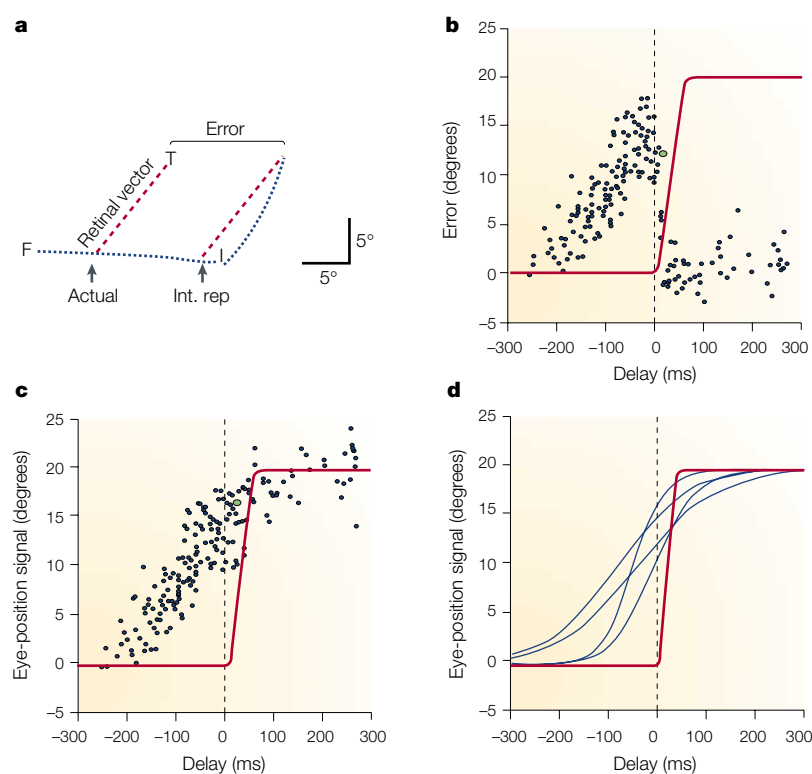 a
Error
T
Retinal vector
F
I
Actual
Int. rep
5°
5°
b
25
20
15
10
5
0
–5
Error (degrees)
–300 –200 –100 0 100 200 300
Delay (ms)
c
25
20
15
10
5
0
–5
Eye-position signal (degrees)
–300 –200 –100 0 100 200 300
Delay (ms)
d
25
20
15
10
5
0
–5
Eye-position signal (degrees)
–300 –200 –100 0 100 200 300
Delay (ms)